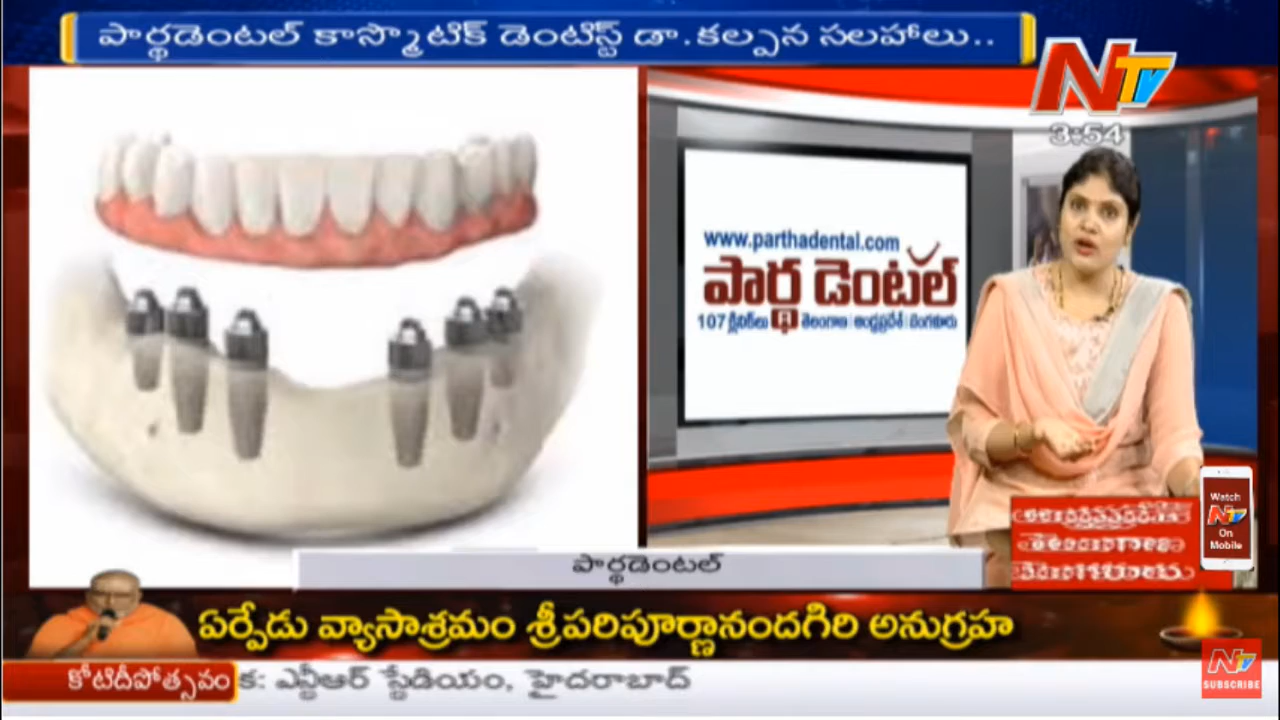 పార్థడెంటల్ కాస్మొటిక్ డెంటిస్ట్ డా.కల్పన సలహాలు..
NTV
3:54
www.parthadental.com
పార్థ డెంటల్
107 క్లినిక్‌లు తెలంగాణ | ఆంధ్రప్రదేశ్ | బెంగళూరు
Watch
NTV
On
Mobile
పార్థడెంటల్
ఏర్పేడు వ్యాసాశ్రమం శ్రీపరిపూర్ణానందగిరి అనుగ్రహ
కోటిదీపోత్సవం క: ఎన్టీఆర్ స్టేడియం, హైదరాబాద్
NTV
SUBSCRIBE